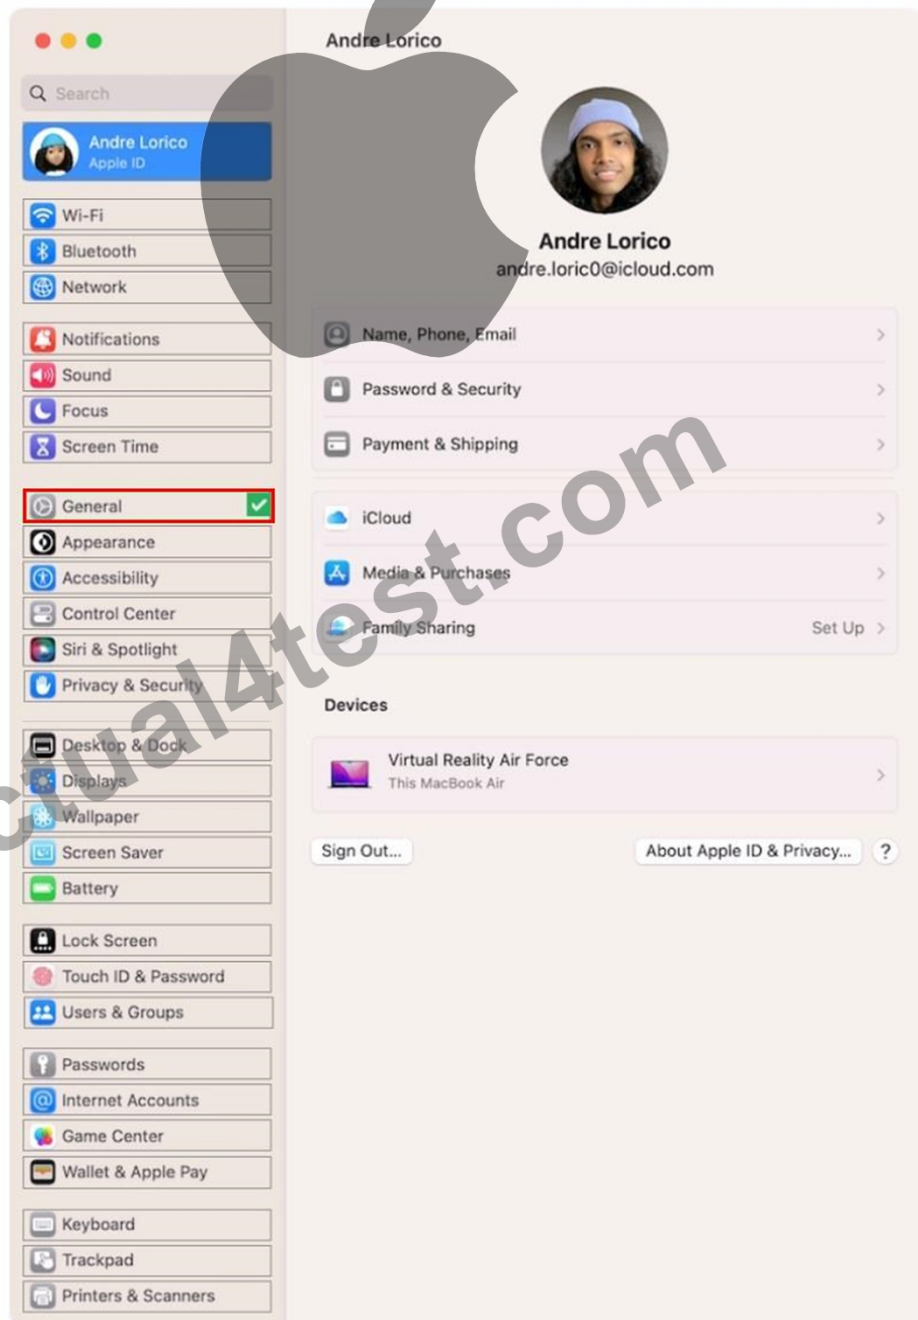 Andre Lorico
Search
Andre Lorico
Apple ID
Wi-Fi
Bluetooth
Network
Notifications
Sound
Focus
Screen Time
General
Appearance
Accessibility
Control Center
Siri & Spotlight
Privacy & Security
Desktop & Dock
Displays
Wallpaper
Screen Saver
Battery
Lock Screen
Touch ID & Password
Users & Groups
Passwords
Internet Accounts
Game Center
Wallet & Apple Pay
Keyboard
Trackpad
Printers & Scanners
Andre Lorico
andre.loric0@icloud.com
Name, Phone, Email
Password & Security
Payment & Shipping
iCloud
Media & Purchases
Family Sharing Set Up
Devices
Virtual Reality Air Force
This MacBook Air
Sign Out... About Apple ID & Privacy... ?
ctual4test.com